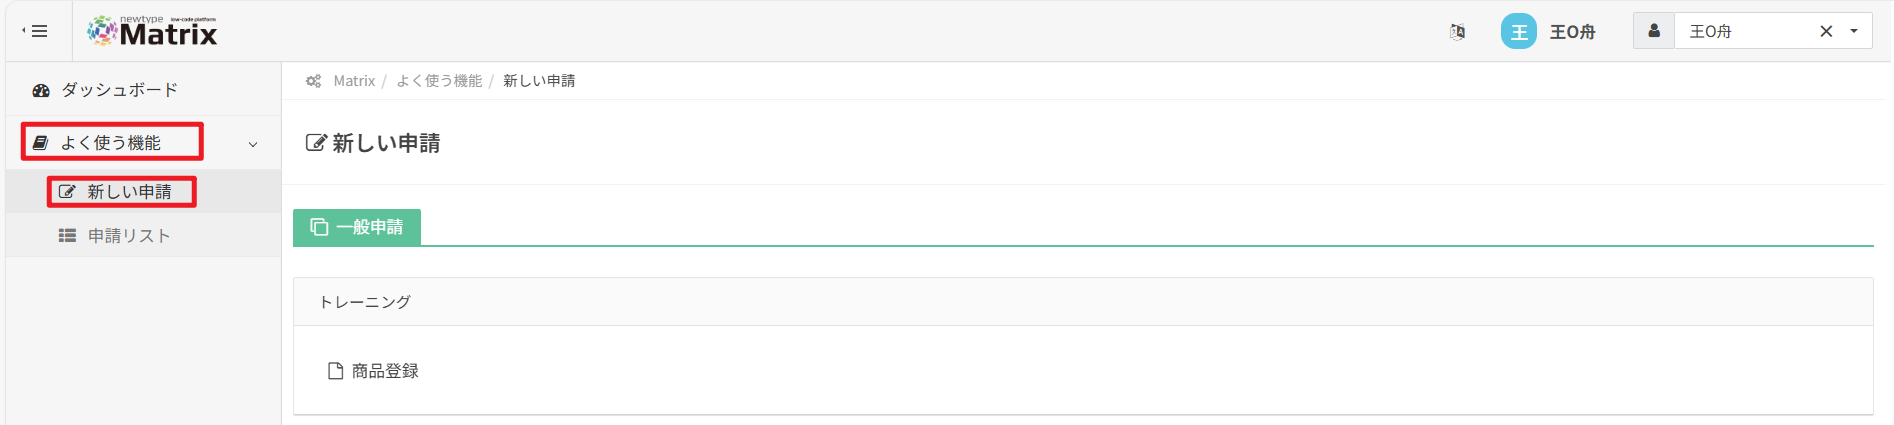 newtype low-code platform
Matrix
王
王O舟
王O舟
ダッシュボード
よく使う機能
新しい申請
申請リスト
Matrix / よく使う機能 / 新しい申請
新しい申請
一般申請
トレーニング
商品登録